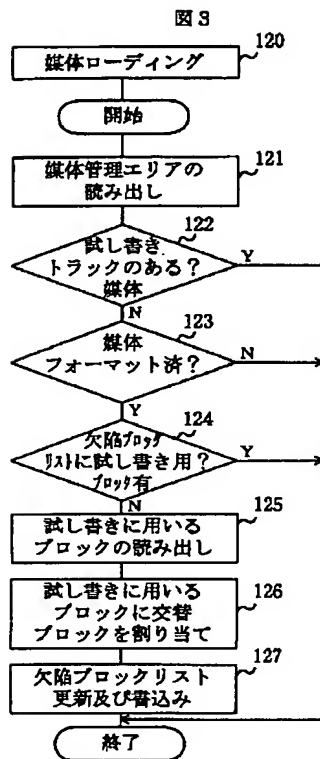 図3
120
媒体ローディング
開始
121
媒体管理エリアの
読み出し
122
試し書き
トラックのある？
媒体
Y
N
123
媒体
フォーマット済？
N
Y
124
欠陥ブロック
リストに試し書き用？
ブロック有
Y
N
125
試し書きに用いる
ブロックの読み出し
126
試し書きに用いる
ブロックに交替
ブロックを割り当て
127
欠陥ブロックリスト
更新及び書込み
終了